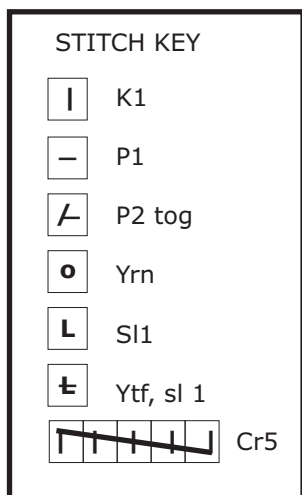 STITCH KEY
| K1
– P1
P2 tog
o Yrn
L Sl1
Ł Ytf, sl 1
Cr5